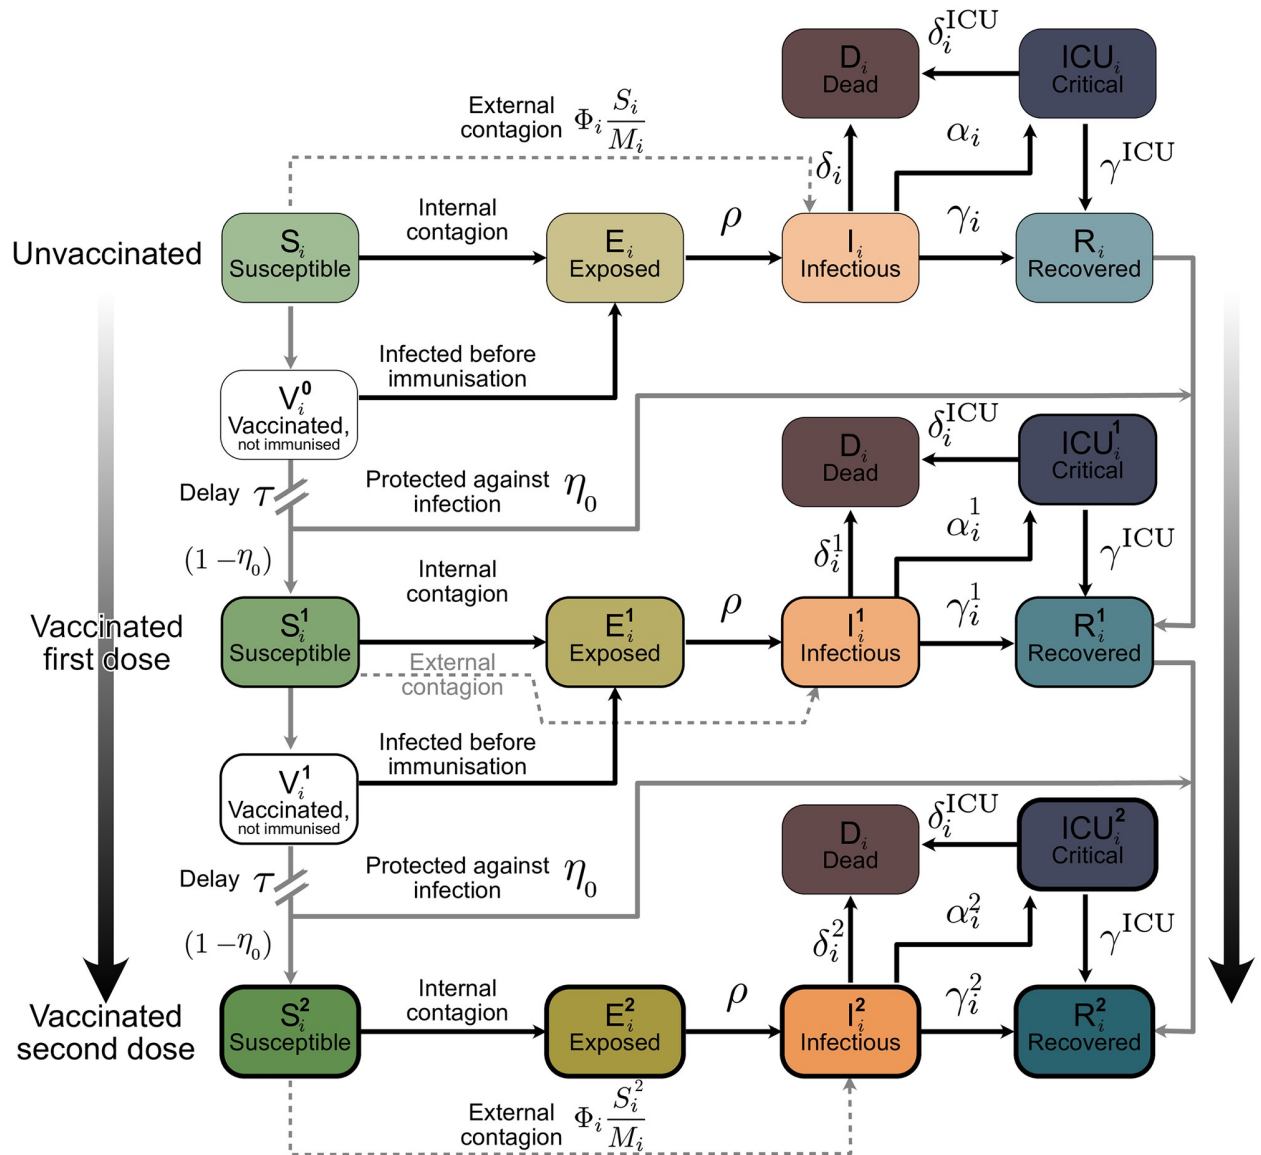 δ_i^ICU
D_i
Dead
ICU_i
Critical
External
contagion Φ_i S_i/M_i
δ_i
α_i
γ^ICU
Unvaccinated
S_i
Susceptible
Internal
contagion
E_i
Exposed
ρ
I_i
Infectious
γ_i
R_i
Recovered
V_i^0
Vaccinated,
not immunised
Infected before
immunisation
Delay τ
Protected against
infection η_0
(1 −η_0)
δ_i^ICU
D_i
Dead
ICU_i^1
Critical
δ_i^1
α_i^1
γ^ICU
Vaccinated
first dose
S_i^1
Susceptible
Internal
contagion
E_i^1
Exposed
ρ
I_i^1
Infectious
γ_i^1
R_i^1
Recovered
External
contagion
V_i^1
Vaccinated,
not immunised
Infected before
immunisation
Delay τ
Protected against
infection η_0
(1 −η_0)
δ_i^ICU
D_i
Dead
ICU_i^2
Critical
δ_i^2
α_i^2
γ^ICU
Vaccinated
second dose
S_i^2
Susceptible
Internal
contagion
E_i^2
Exposed
ρ
I_i^2
Infectious
γ_i^2
R_i^2
Recovered
External
contagion Φ_i S_i^2/M_i